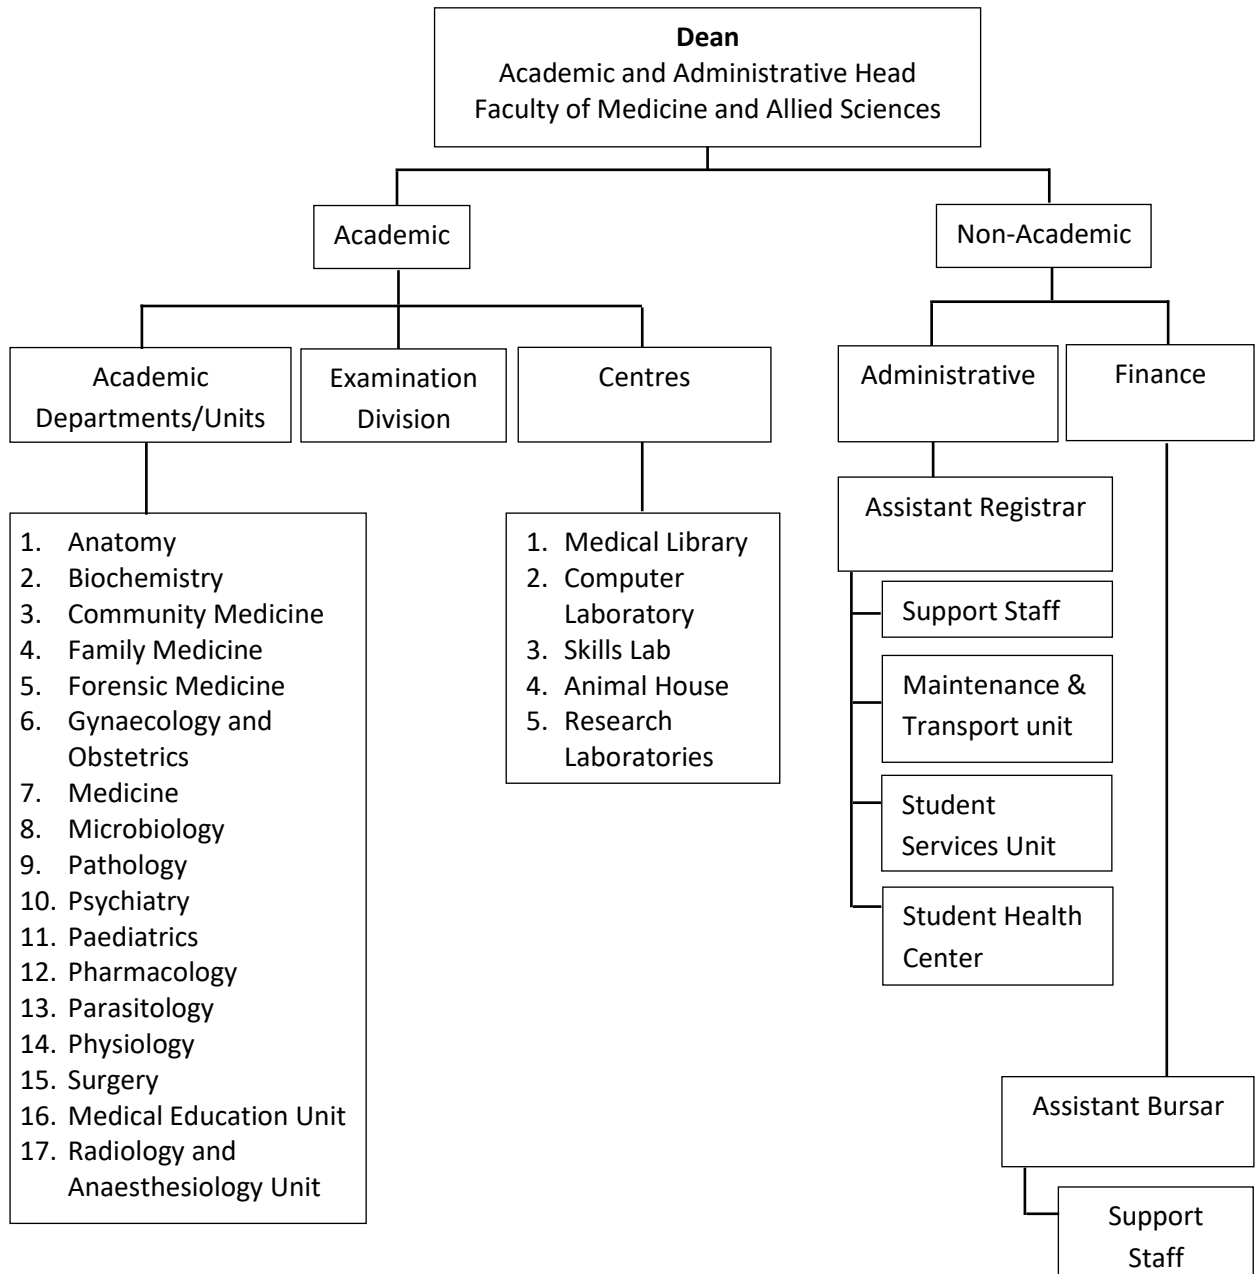 Dean
Academic and Administrative Head
Faculty of Medicine and Allied Sciences
Academic
Non-Academic
Academic
Departments/Units
Examination
Division
Centres
Administrative
Finance
1. Anatomy
2. Biochemistry
3. Community Medicine
4. Family Medicine
5. Forensic Medicine
6. Gynaecology and
Obstetrics
7. Medicine
8. Microbiology
9. Pathology
10. Psychiatry
11. Paediatrics
12. Pharmacology
13. Parasitology
14. Physiology
15. Surgery
16. Medical Education Unit
17. Radiology and
Anaesthesiology Unit
1. Medical Library
2. Computer
Laboratory
3. Skills Lab
4. Animal House
5. Research
Laboratories
Assistant Registrar
Support Staff
Maintenance &
Transport unit
Student
Services Unit
Student Health
Center
Assistant Bursar
Support
Staff